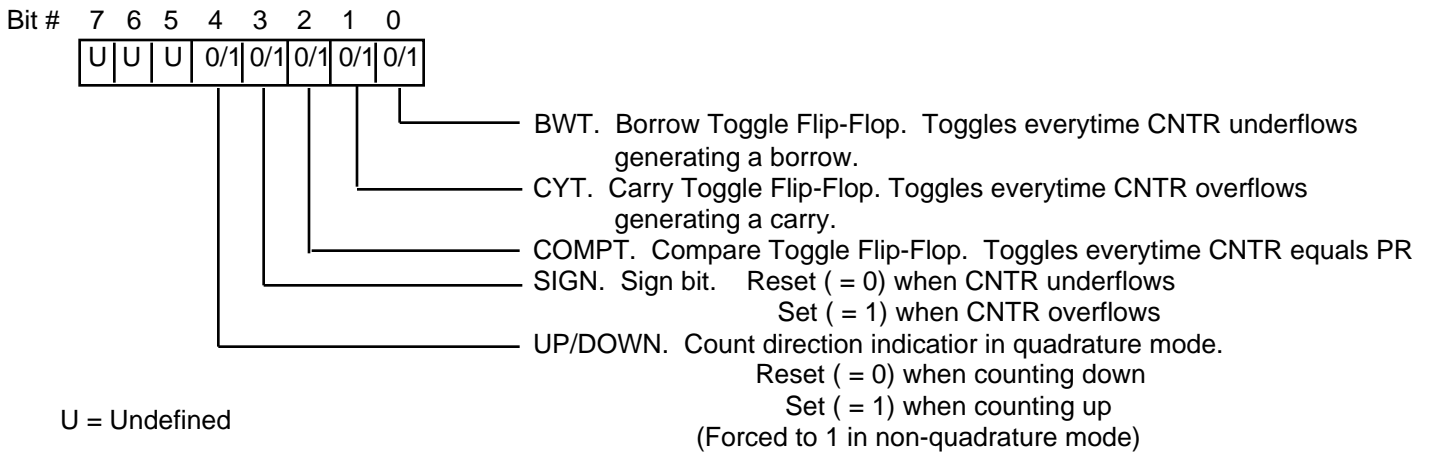 Bit # 7 6 5 4 3 2 1 0
U U U 0/1 0/1 0/1 0/1 0/1
BWT. Borrow Toggle Flip-Flop. Toggles everytime CNTR underflows
generating a borrow.
CYT. Carry Toggle Flip-Flop. Toggles everytime CNTR overflows
generating a carry.
COMPT. Compare Toggle Flip-Flop. Toggles everytime CNTR equals PR
SIGN. Sign bit. Reset ( = 0) when CNTR underflows
Set ( = 1) when CNTR overflows
UP/DOWN. Count direction indicatior in quadrature mode.
Reset ( = 0) when counting down
Set ( = 1) when counting up
U = Undefined
(Forced to 1 in non-quadrature mode)